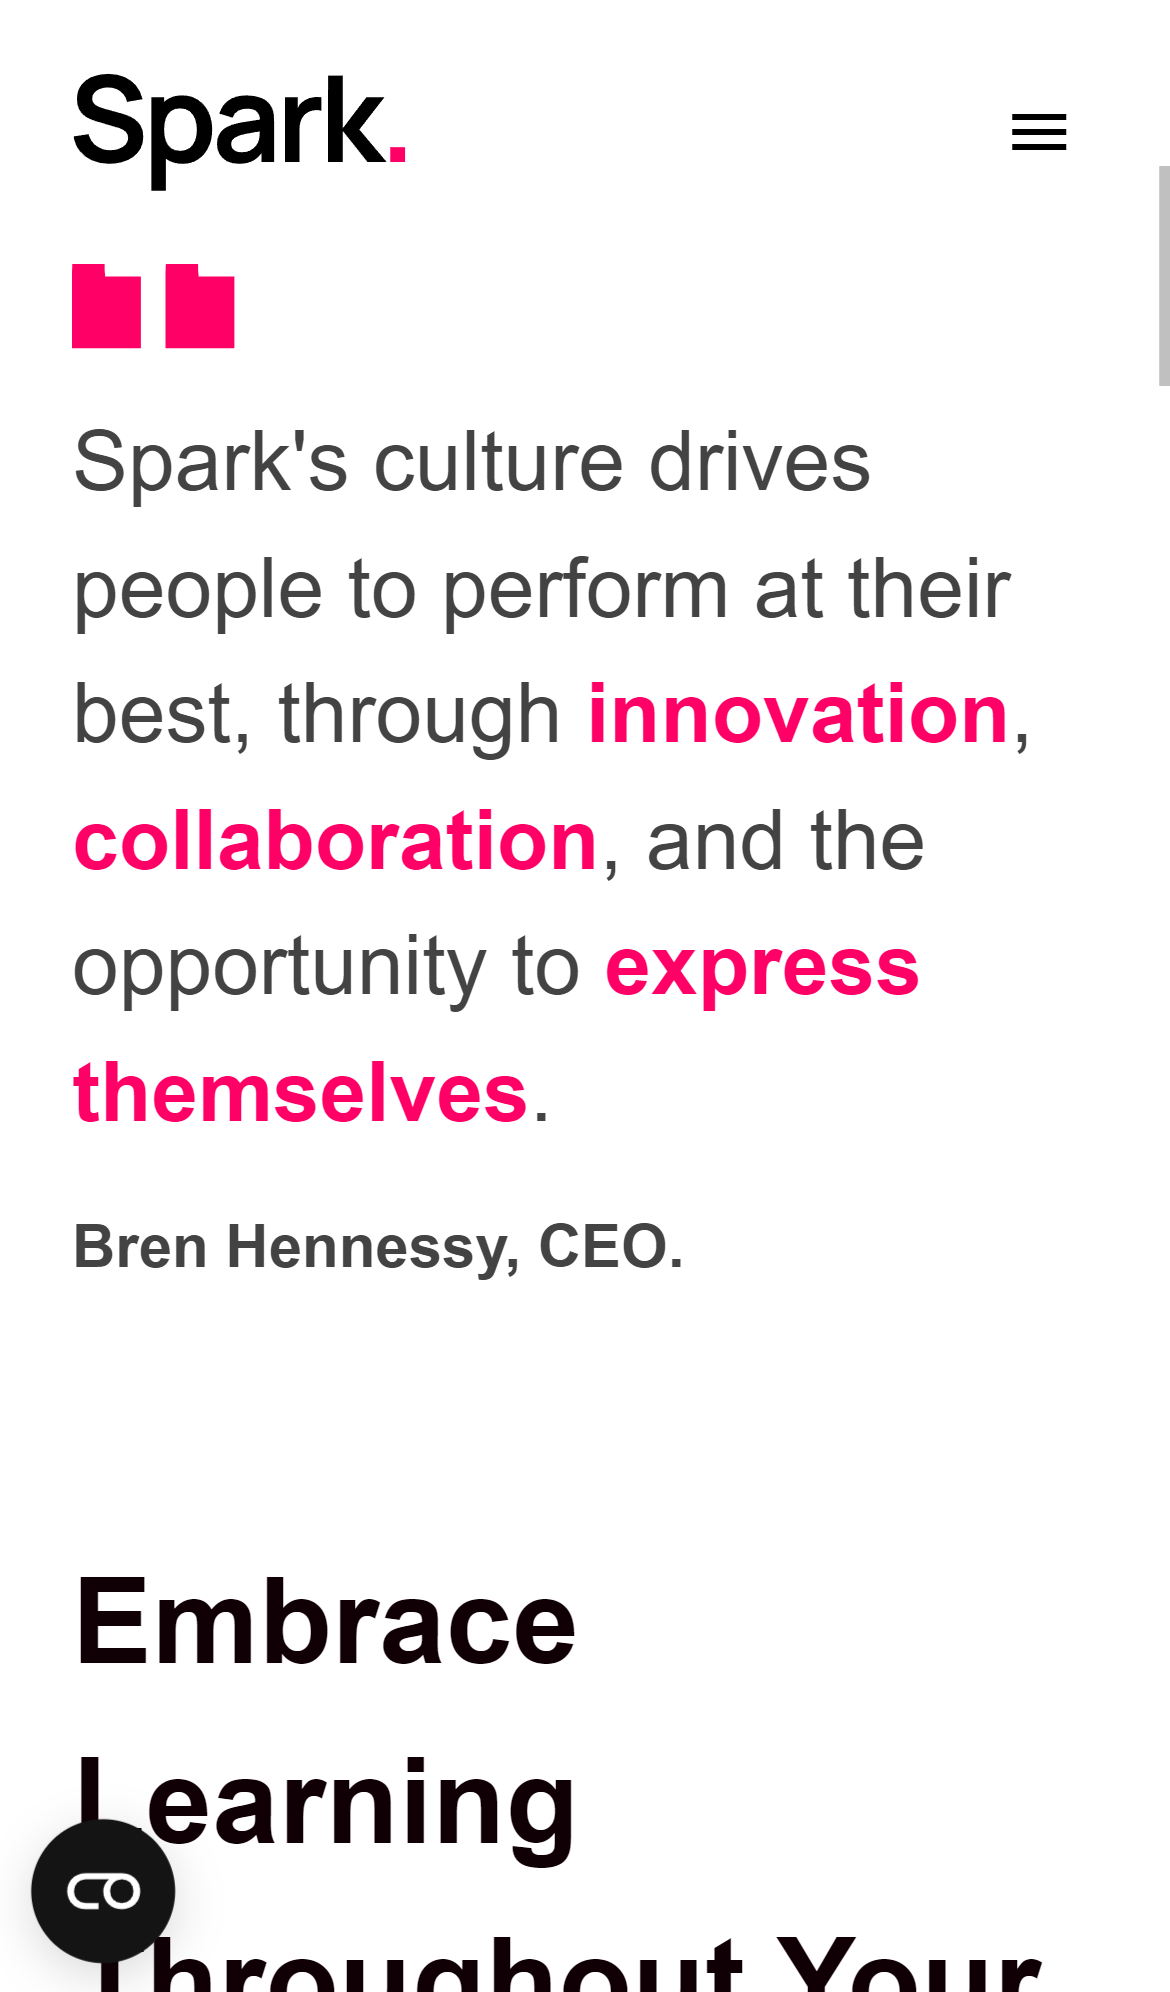 Spark.
Spark's culture drives
people to perform at their
best, through innovation,
collaboration, and the
opportunity to express
themselves.
Bren Hennessy, CEO.
Embrace
Learning
Throughout Your